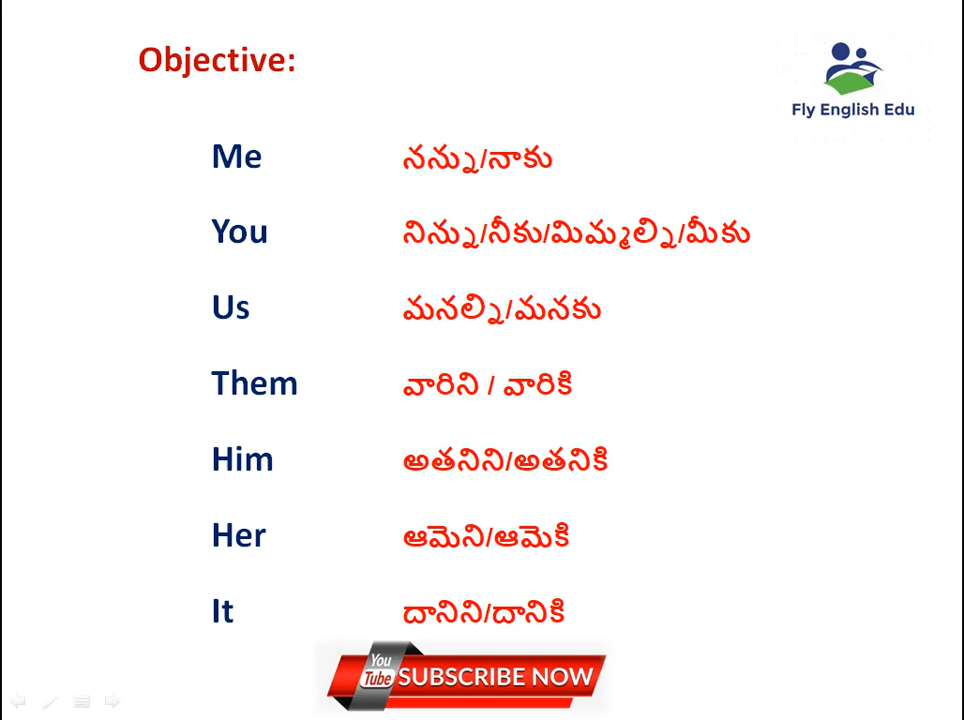 Objective:
Fly English Edu
Me నన్ను/నాకు
You నిన్ను/నీకు/మిమ్మల్ని/మీకు
Us మనల్ని/మనకు
Them వారిని / వారికి
Him అతనిని/అతనికి
Her ఆమెని/ఆమెకి
It దానిని/దానికి
You Tube SUBSCRIBE NOW